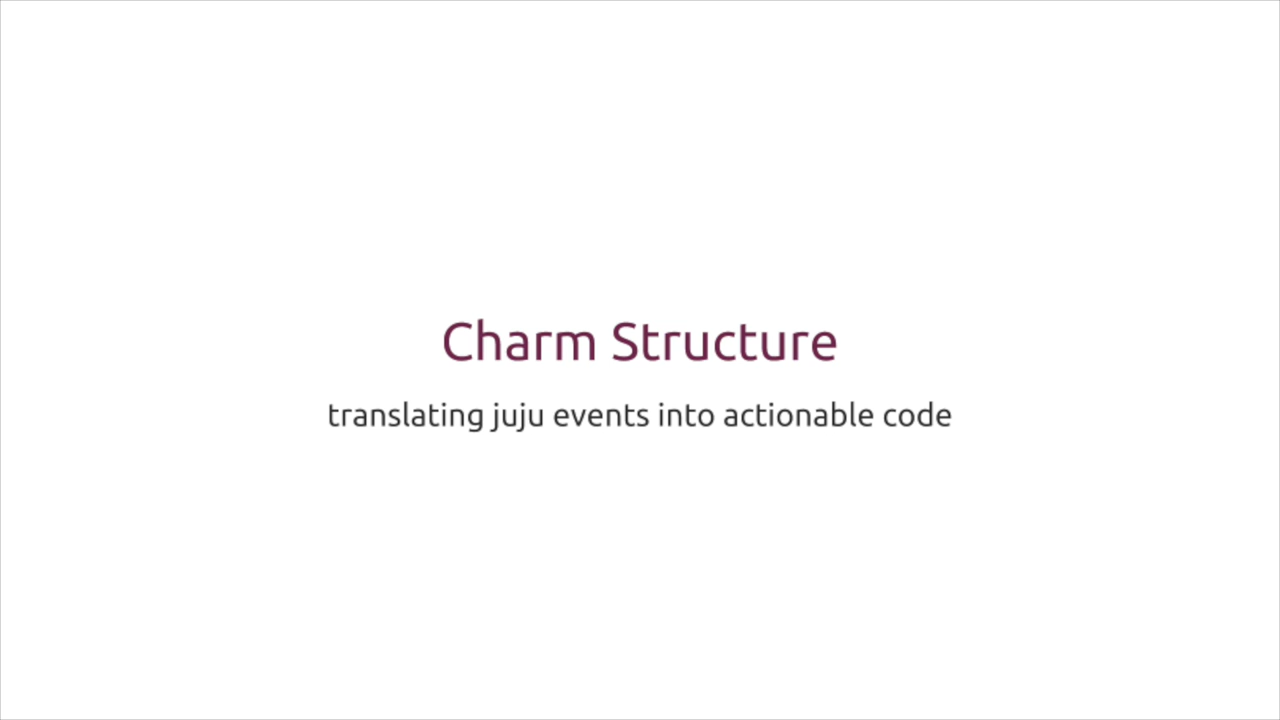 Charm Structure
translating juju events into actionable code